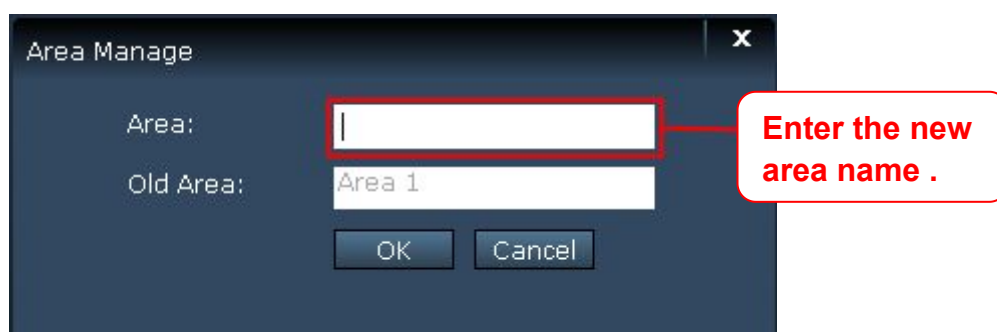 Area Manage
x
Area:
Enter the new
area name .
Old Area:
Area 1
OK
Cancel